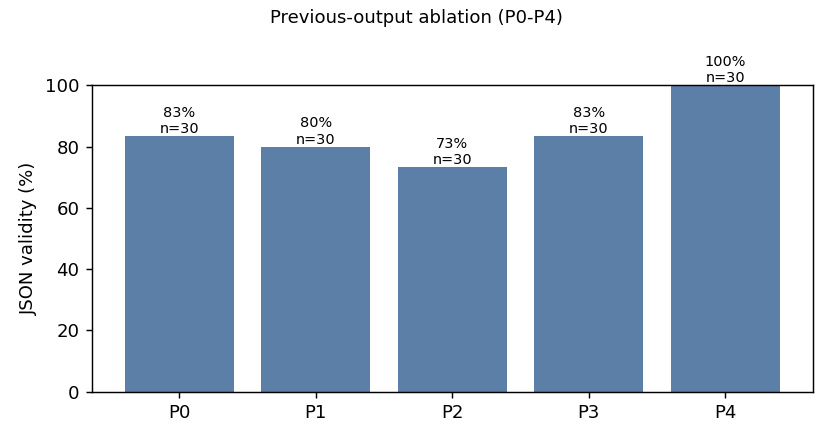 Previous-output ablation (P0-P4)
JSON validity (%)
100
80
60
40
20
0
83%
n=30
80%
n=30
73%
n=30
83%
n=30
100%
n=30
P0
P1
P2
P3
P4